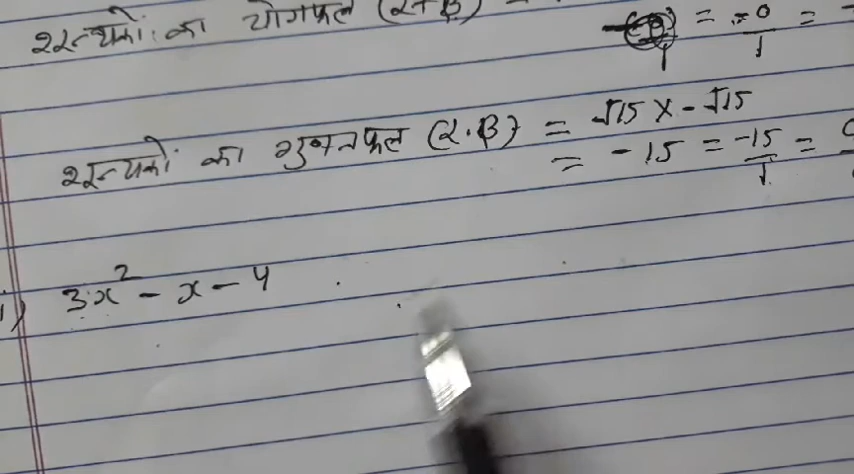 शून्यकों का योगफल (α+β) = = -0/1 =
शून्यकों का गुणनफल (α.β) = √15 x -√15
= -15 = -15/1 =
i) 3x² - x - 4